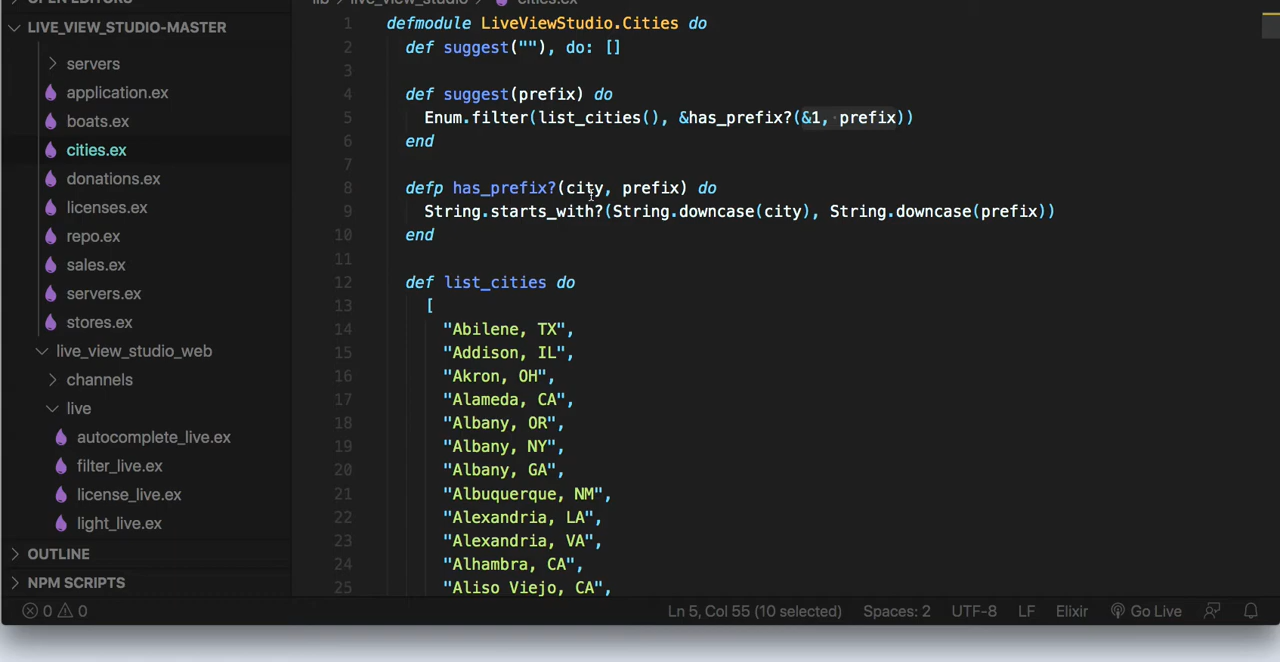 OPEN EDITORS
LIVE_VIEW_STUDIO-MASTER
servers
application.ex
boats.ex
cities.ex
donations.ex
licenses.ex
repo.ex
sales.ex
servers.ex
stores.ex
live_view_studio_web
channels
live
autocomplete_live.ex
filter_live.ex
license_live.ex
light_live.ex
OUTLINE
NPM SCRIPTS
lib > live_view_studio > cities.ex
1 defmodule LiveViewStudio.Cities do
2 def suggest(""), do: []
3
4 def suggest(prefix) do
5 Enum.filter(list_cities(), &has_prefix?(&1, prefix))
6 end
7
8 defp has_prefix?(city, prefix) do
9 String.starts_with?(String.downcase(city), String.downcase(prefix))
10 end
11
12 def list_cities do
13 [
14 "Abilene, TX",
15 "Addison, IL",
16 "Akron, OH",
17 "Alameda, CA",
18 "Albany, OR",
19 "Albany, NY",
20 "Albany, GA",
21 "Albuquerque, NM",
22 "Alexandria, LA",
23 "Alexandria, VA",
24 "Alhambra, CA",
25 "Aliso Viejo, CA",
0 0
Ln 5, Col 55 (10 selected) Spaces: 2 UTF-8 LF Elixir Go Live